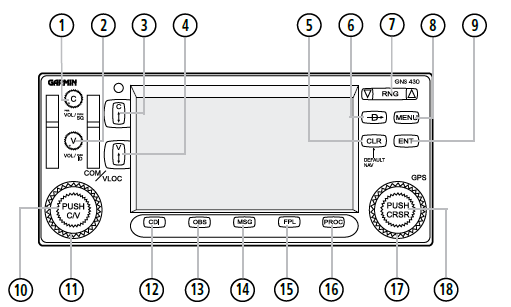 1 2 3 4 5 6 7 8 9
GARMIN
GNS 430
C
VOL/PUSH SQ
V
VOL/PUSH ID
C
V
COM/VLOC
RNG
D
MENU
CLR
ENT
DEFAULT NAV
GPS
PUSH
C/V
PUSH
CRSR
CDI
OBS
MSG
FPL
PROC
10 11 12 13 14 15 16 17 18